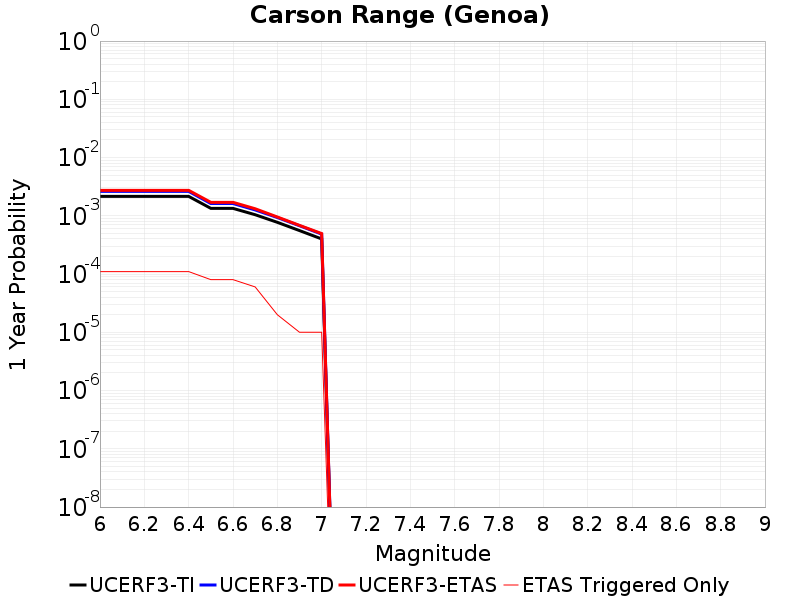 Carson Range (Genoa)
10^0
10^-1
10^-2
10^-3
10^-4
10^-5
10^-6
10^-7
10^-8
1 Year Probability
6 6.2 6.4 6.6 6.8 7 7.2 7.4 7.6 7.8 8 8.2 8.4 8.6 8.8 9
Magnitude
UCERF3-TI UCERF3-TD UCERF3-ETAS ETAS Triggered Only